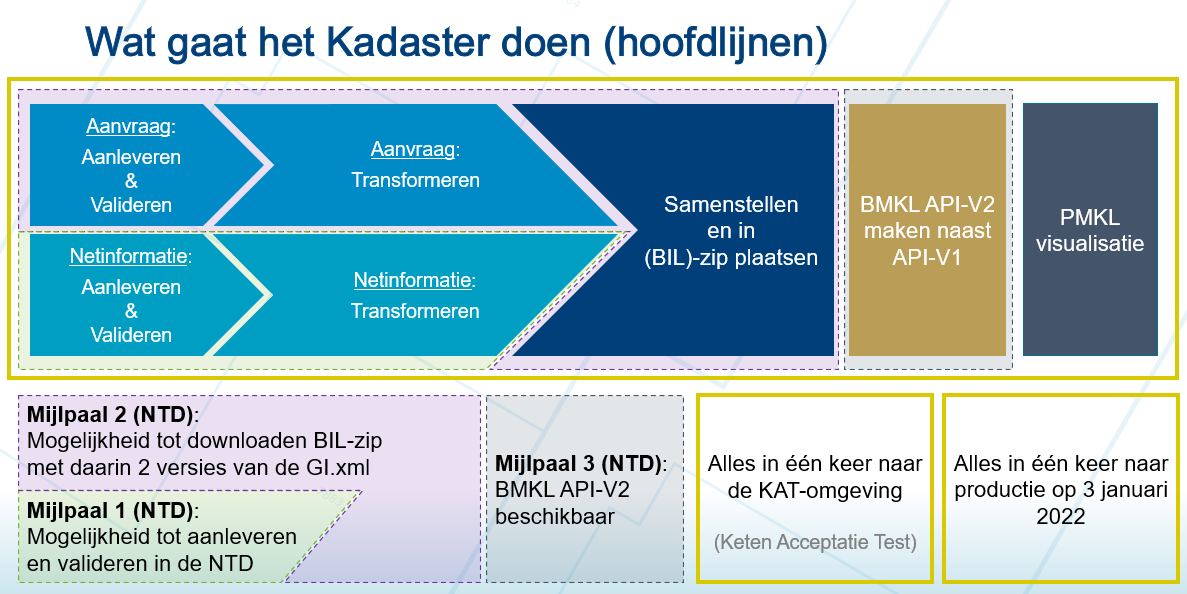 Wat gaat het Kadaster doen (hoofdlijnen)
Aanvraag:
Aanleveren
&
Valideren
Aanvraag:
Transformeren
Netinformatie:
Aanleveren
&
Valideren
Netinformatie:
Transformeren
Samenstellen
en in
(BIL)-zip plaatsen
BMKL API-V2
maken naast
API-V1
PMKL
visualisatie
Mijlpaal 2 (NTD):
Mogelijkheid tot downloaden BIL-zip
met daarin 2 versies van de GI.xml
Mijlpaal 1 (NTD):
Mogelijkheid tot aanleveren
en valideren in de NTD
Mijlpaal 3 (NTD):
BMKL API-V2
beschikbaar
Alles in één keer naar
de KAT-omgeving
(Keten Acceptatie Test)
Alles in één keer naar
productie op 3 januari
2022